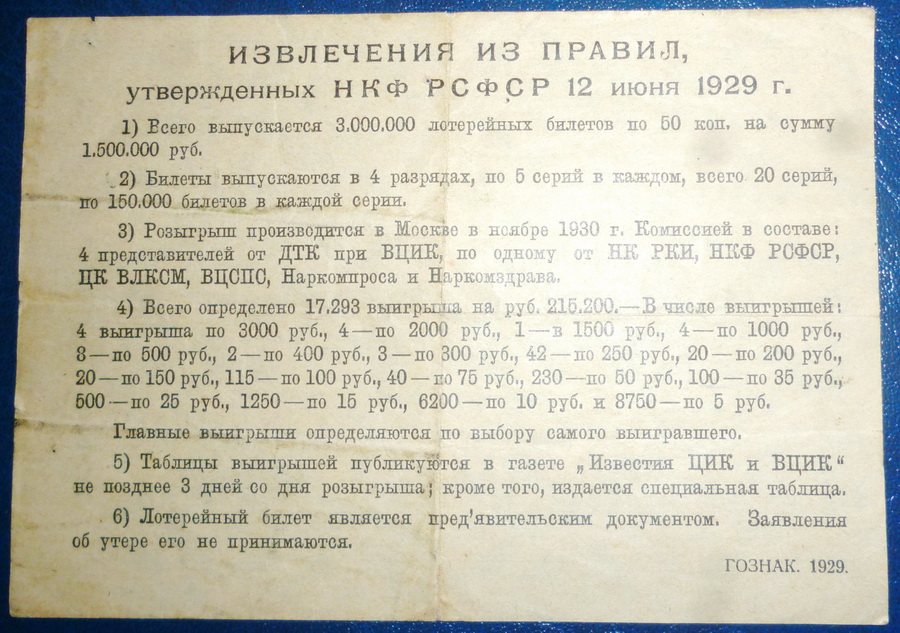 ИЗВЛЕЧЕНИЯ ИЗ ПРАВИЛ,
утвержденных НКФ РСФСР 12 июня 1929 г.
1) Всего выпускается 3.000.000 лотерейных билетов по 50 коп. на сумму
1.500.000 руб.
2) Билеты выпускаются в 4 разрядах, по 5 серий в каждом, всего 20 серий,
по 150.000 билетов в каждой серии.
3) Розыгрыш производится в Москве в ноябре 1930 г. Комиссией в составе:
4 представителей от ДТК при ВЦИК, по одному от НК РКИ, НКФ РСФСР,
ЦК ВЛКСМ, ВЦСПС, Наркомпроса и Наркомздрава.
4) Всего определено 17.293 выигрыша на руб. 215.200.—В числе выигрышей:
4 выигрыша по 3000 руб., 4—по 2000 руб., 1—в 1500 руб., 4—по 1000 руб.,
8—по 500 руб., 2—по 400 руб., 3—по 300 руб., 42—по 250 руб., 20—по 200 руб.,
20—по 150 руб., 115—по 100 руб., 40—по 75 руб., 230—по 50 руб., 100—по 35 руб.,
500—по 25 руб., 1250—по 15 руб., 6200—по 10 руб. и 8750—по 5 руб.
Главные выигрыши определяются по выбору самого выигравшего.
5) Таблицы выигрышей публикуются в газете „Известия ЦИК и ВЦИК“
не позднее 3 дней со дня розыгрыша; кроме того, издается специальная таблица.
6) Лотерейный билет является пред'явительским документом. Заявления
об утере его не принимаются.
ГОЗНАК. 1929.